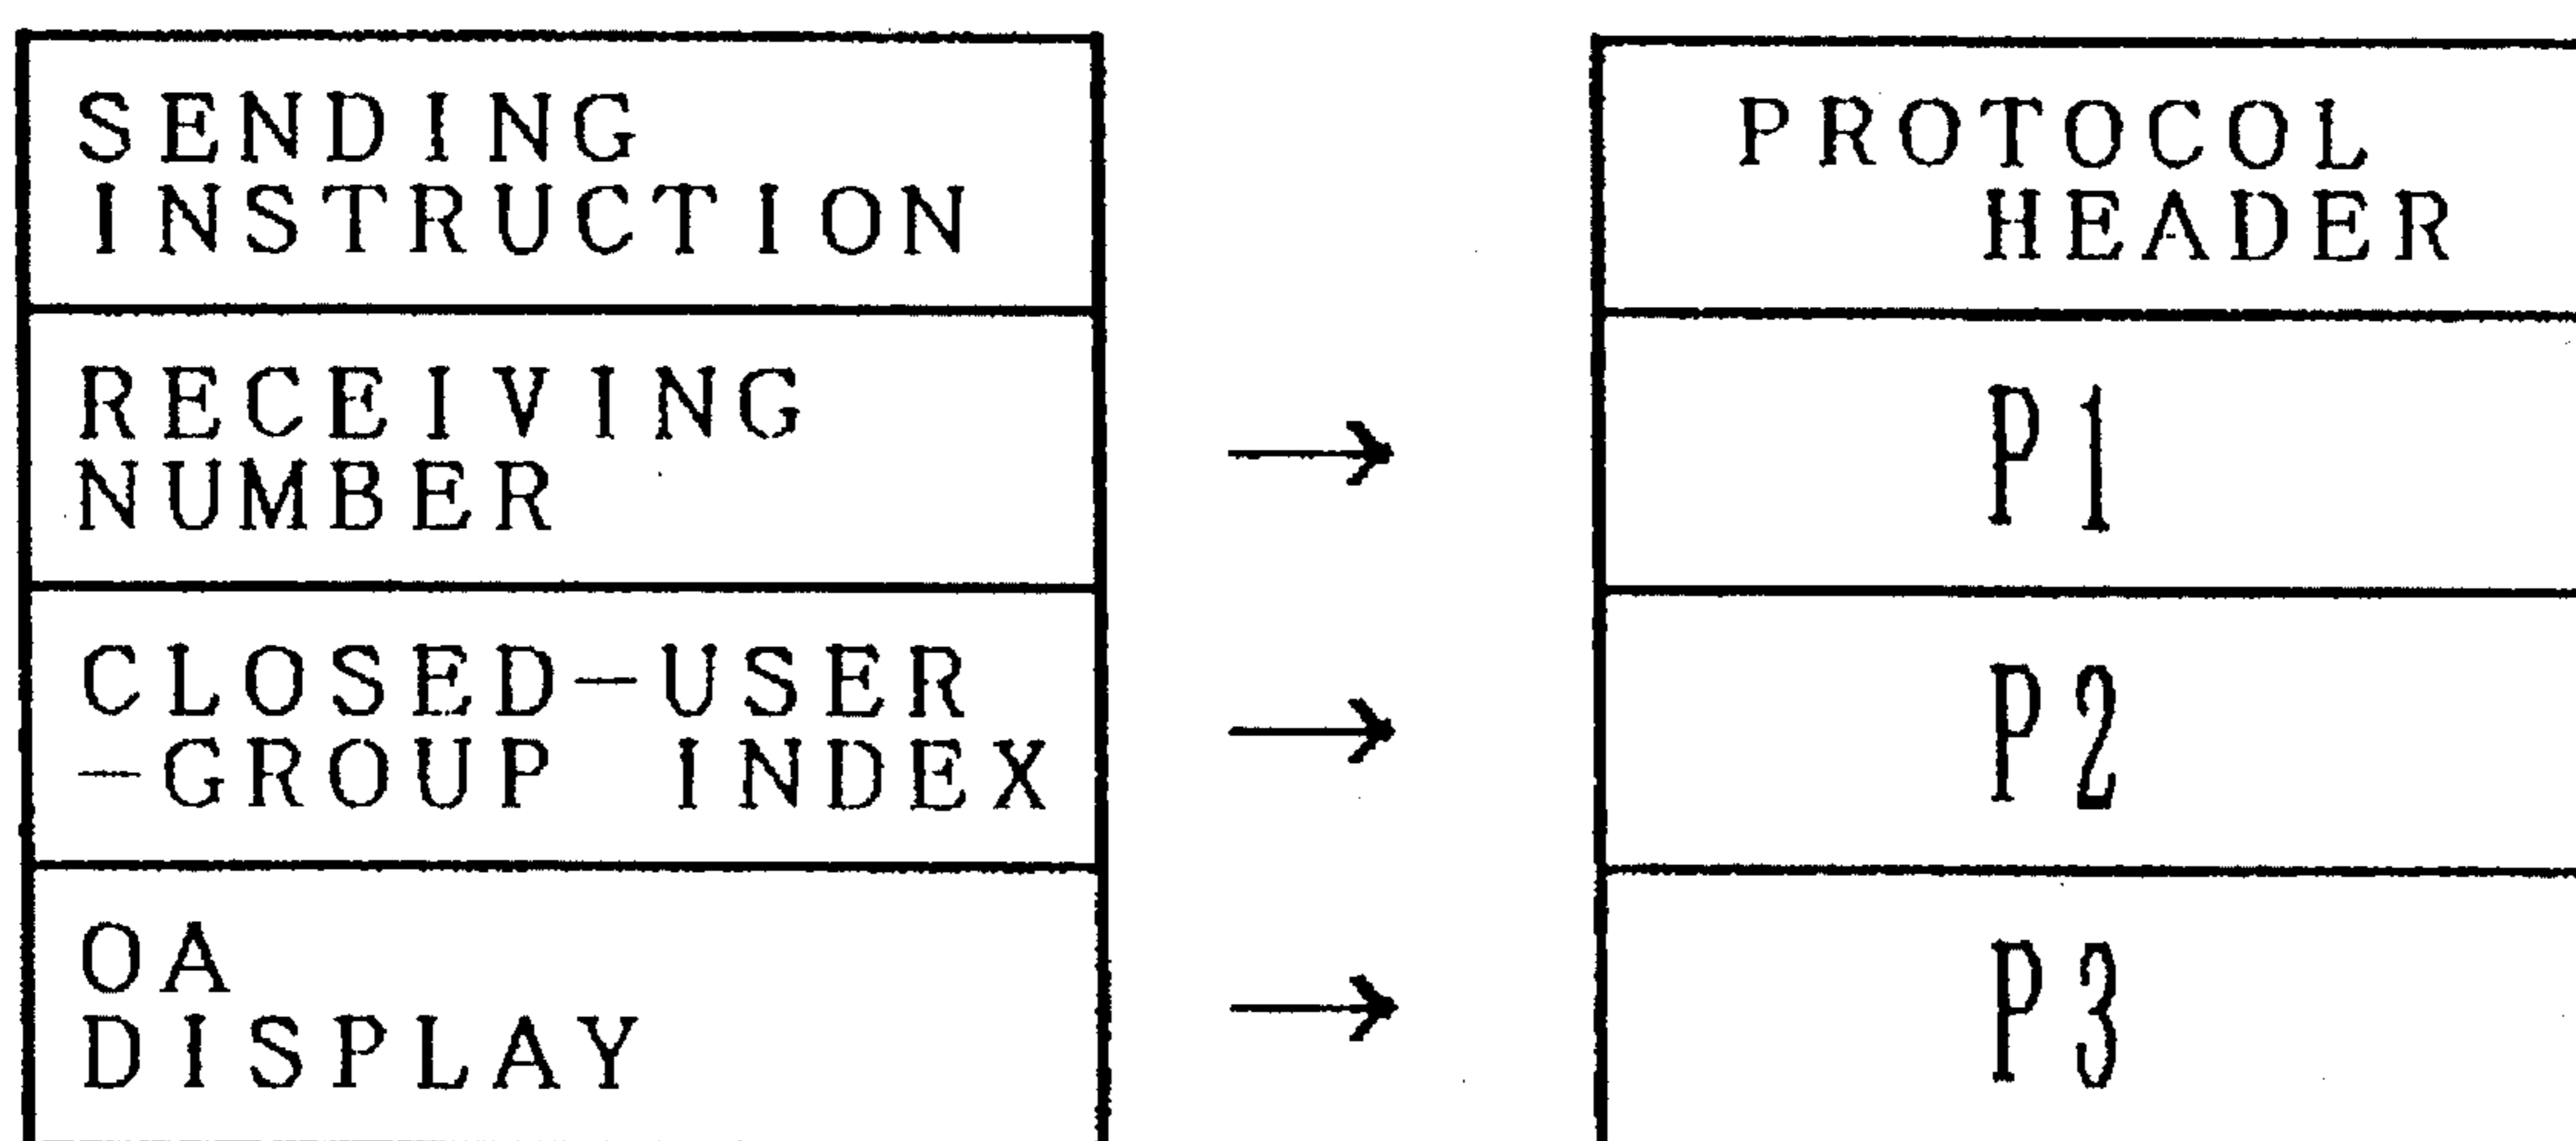 SENDING
INSTRUCTION
PROTOCOL
HEADER
RECEIVING
NUMBER
P1
CLOSED-USER
-GROUP INDEX
P2
OA
DISPLAY
P3